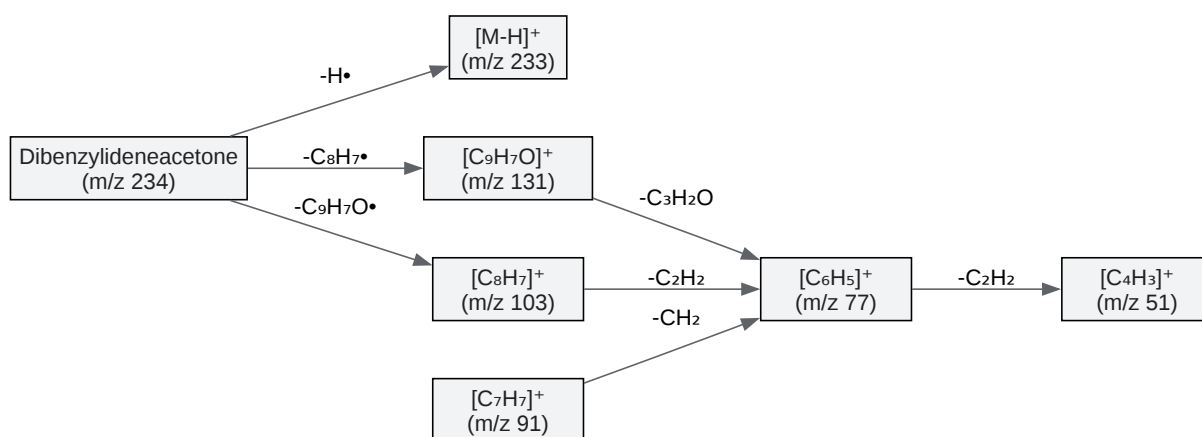 [M-H]⁺
(m/z 233)
-H•
Dibenzylideneacetone
(m/z 234)
-C₈H₇•
[C₉H₇O]⁺
(m/z 131)
-C₉H₇O•
-C₃H₂O
[C₈H₇]⁺
(m/z 103)
-C₂H₂
[C₆H₅]⁺
(m/z 77)
-C₂H₂
[C₄H₃]⁺
(m/z 51)
-CH₂
[C₇H₇]⁺
(m/z 91)